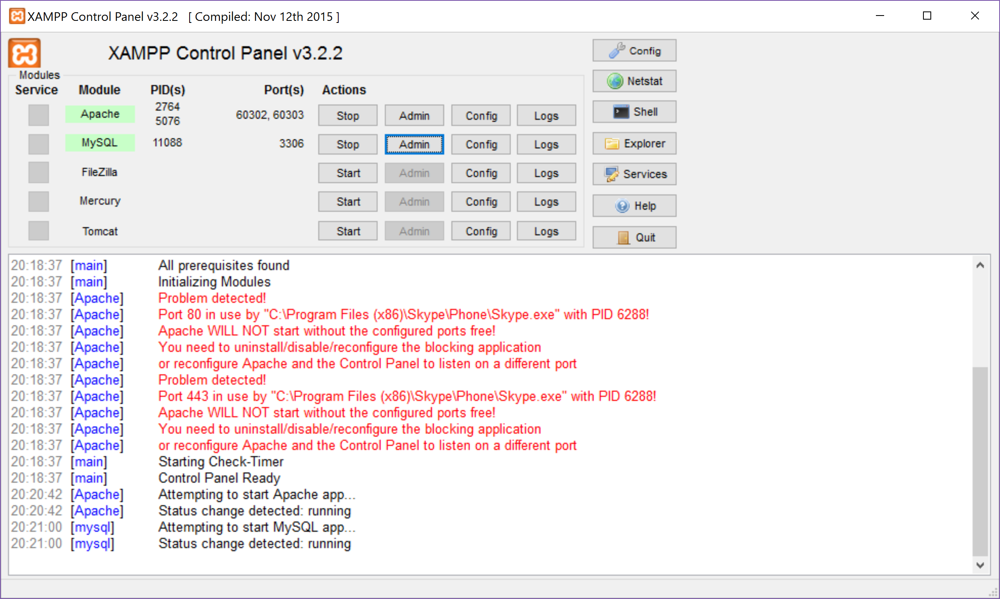 XAMPP Control Panel v3.2.2 [ Compiled: Nov 12th 2015 ]
XAMPP Control Panel v3.2.2
Modules
Service Module PID(s) Port(s) Actions
Apache 2764 5076 60302, 60303 Stop Admin Config Logs
MySQL 11088 3306 Stop Admin Config Logs
FileZilla Start Admin Config Logs
Mercury Start Admin Config Logs
Tomcat Start Admin Config Logs
Config
Netstat
Shell
Explorer
Services
Help
Quit
20:18:37 [main] All prerequisites found
20:18:37 [main] Initializing Modules
20:18:37 [Apache] Problem detected!
20:18:37 [Apache] Port 80 in use by "C:\Program Files (x86)\Skype\Phone\Skype.exe" with PID 6288!
20:18:37 [Apache] Apache WILL NOT start without the configured ports free!
20:18:37 [Apache] You need to uninstall/disable/reconfigure the blocking application
20:18:37 [Apache] or reconfigure Apache and the Control Panel to listen on a different port
20:18:37 [Apache] Problem detected!
20:18:37 [Apache] Port 443 in use by "C:\Program Files (x86)\Skype\Phone\Skype.exe" with PID 6288!
20:18:37 [Apache] Apache WILL NOT start without the configured ports free!
20:18:37 [Apache] You need to uninstall/disable/reconfigure the blocking application
20:18:37 [Apache] or reconfigure Apache and the Control Panel to listen on a different port
20:18:37 [main] Starting Check-Timer
20:18:37 [main] Control Panel Ready
20:20:42 [Apache] Attempting to start Apache app...
20:20:42 [Apache] Status change detected: running
20:21:00 [mysql] Attempting to start MySQL app...
20:21:00 [mysql] Status change detected: running